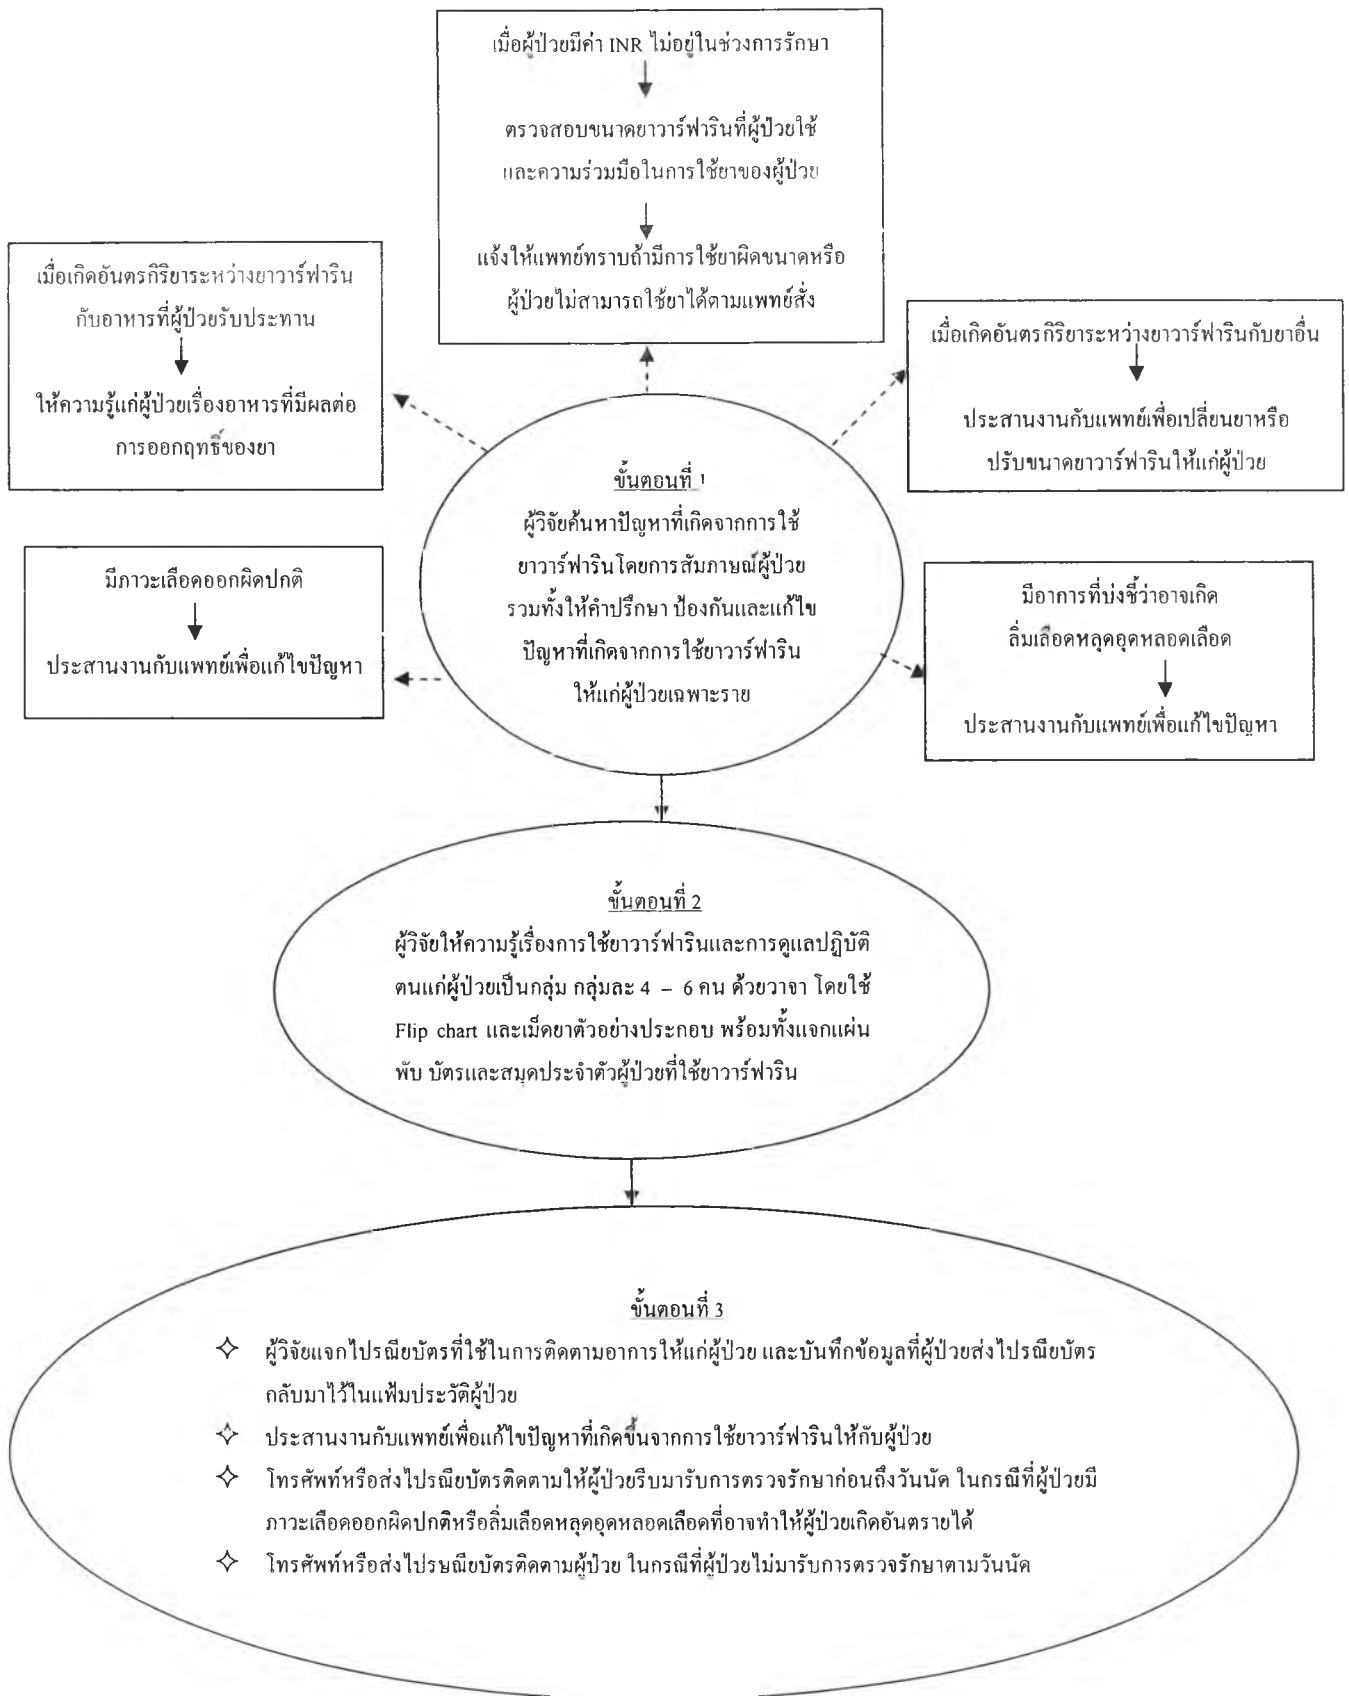 เมื่อผู้ป่วยมีค่า INR ไม่อยู่ในช่วงการรักษา
ตรวจสอบขนาดยาวาร์ฟารินที่ผู้ป่วยใช้
และความร่วมมือในการใช้ยาของผู้ป่วย
แจ้งให้แพทย์ทราบถ้ามีการใช้ยาผิดขนาดหรือ
ผู้ป่วยไม่สามารถใช้ยาได้ตามแพทย์สั่ง
เมื่อเกิดอันตรกิริยาระหว่างยาวาร์ฟาริน
กับอาหารที่ผู้ป่วยรับประทาน
ให้ความรู้แก่ผู้ป่วยเรื่องอาหารที่มีผลต่อ
การออกฤทธิ์ของยา
เมื่อเกิดอันตรกิริยาระหว่างยาวาร์ฟารินกับยาอื่น
ประสานงานกับแพทย์เพื่อเปลี่ยนยาหรือ
ปรับขนาดยาวาร์ฟารินให้แก่ผู้ป่วย
มีภาวะเลือดออกผิดปกติ
ประสานงานกับแพทย์เพื่อแก้ไขปัญหา
มีอาการที่บ่งชี้ว่าอาจเกิด
ลิ่มเลือดหลุดอุดหลอดเลือด
ประสานงานกับแพทย์เพื่อแก้ไขปัญหา
ขั้นตอนที่ 1
ผู้วิจัยค้นหาปัญหาที่เกิดจากการใช้
ยาวาร์ฟารินโดยการสัมภาษณ์ผู้ป่วย
รวมทั้งให้คำปรึกษา ป้องกันและแก้ไข
ปัญหาที่เกิดจากการใช้ยาวาร์ฟาริน
ให้แก่ผู้ป่วยเฉพาะราย
ขั้นตอนที่ 2
ผู้วิจัยให้ความรู้เรื่องการใช้ยาวาร์ฟารินและการดูแลปฏิบัติ
ตนแก่ผู้ป่วยเป็นกลุ่ม กลุ่มละ 4 – 6 คน ด้วยวาจา โดยใช้
Flip chart และเม็ดยาตัวอย่างประกอบ พร้อมทั้งแจกแผ่น
พับ บัตรและสมุดประจำตัวผู้ป่วยที่ใช้ยาวาร์ฟาริน
ขั้นตอนที่ 3
✧ ผู้วิจัยแจกไปรณียบัตรที่ใช้ในการติดตามอาการให้แก่ผู้ป่วย และบันทึกข้อมูลที่ผู้ป่วยส่งไปรณียบัตร
กลับมาไว้ในแฟ้มประวัติผู้ป่วย
✧ ประสานงานกับแพทย์เพื่อแก้ไขปัญหาที่เกิดขึ้นจากการใช้ยาวาร์ฟารินให้กับผู้ป่วย
✧ โทรศัพท์หรือส่งไปรณียบัตรติดตามให้ผู้ป่วยรีบมารับการตรวจรักษาก่อนถึงวันนัด ในกรณีที่ผู้ป่วยมี
ภาวะเลือดออกผิดปกติหรือลิ่มเลือดหลุดอุดหลอดเลือดที่อาจทำให้ผู้ป่วยเกิดอันตรายได้
✧ โทรศัพท์หรือส่งไปรษณียบัตรติดตามผู้ป่วย ในกรณีที่ผู้ป่วยไม่มารับการตรวจรักษาตามวันนัด